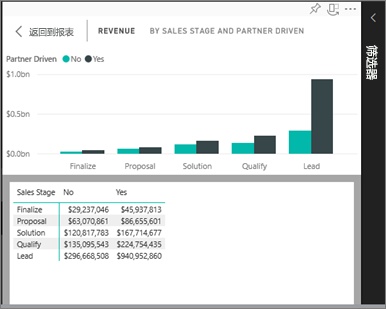 返回到报表 REVENUE BY SALES STAGE AND PARTNER DRIVEN
筛选器
Partner Driven No Yes
$1.0bn
$0.5bn
$0.0bn
Finalize Proposal Solution Qualify Lead
Sales Stage No Yes
Finalize $29,237,046 $45,937,813
Proposal $63,070,861 $86,655,601
Solution $120,817,783 $167,714,677
Qualify $135,095,543 $224,754,435
Lead $296,668,508 $940,952,860